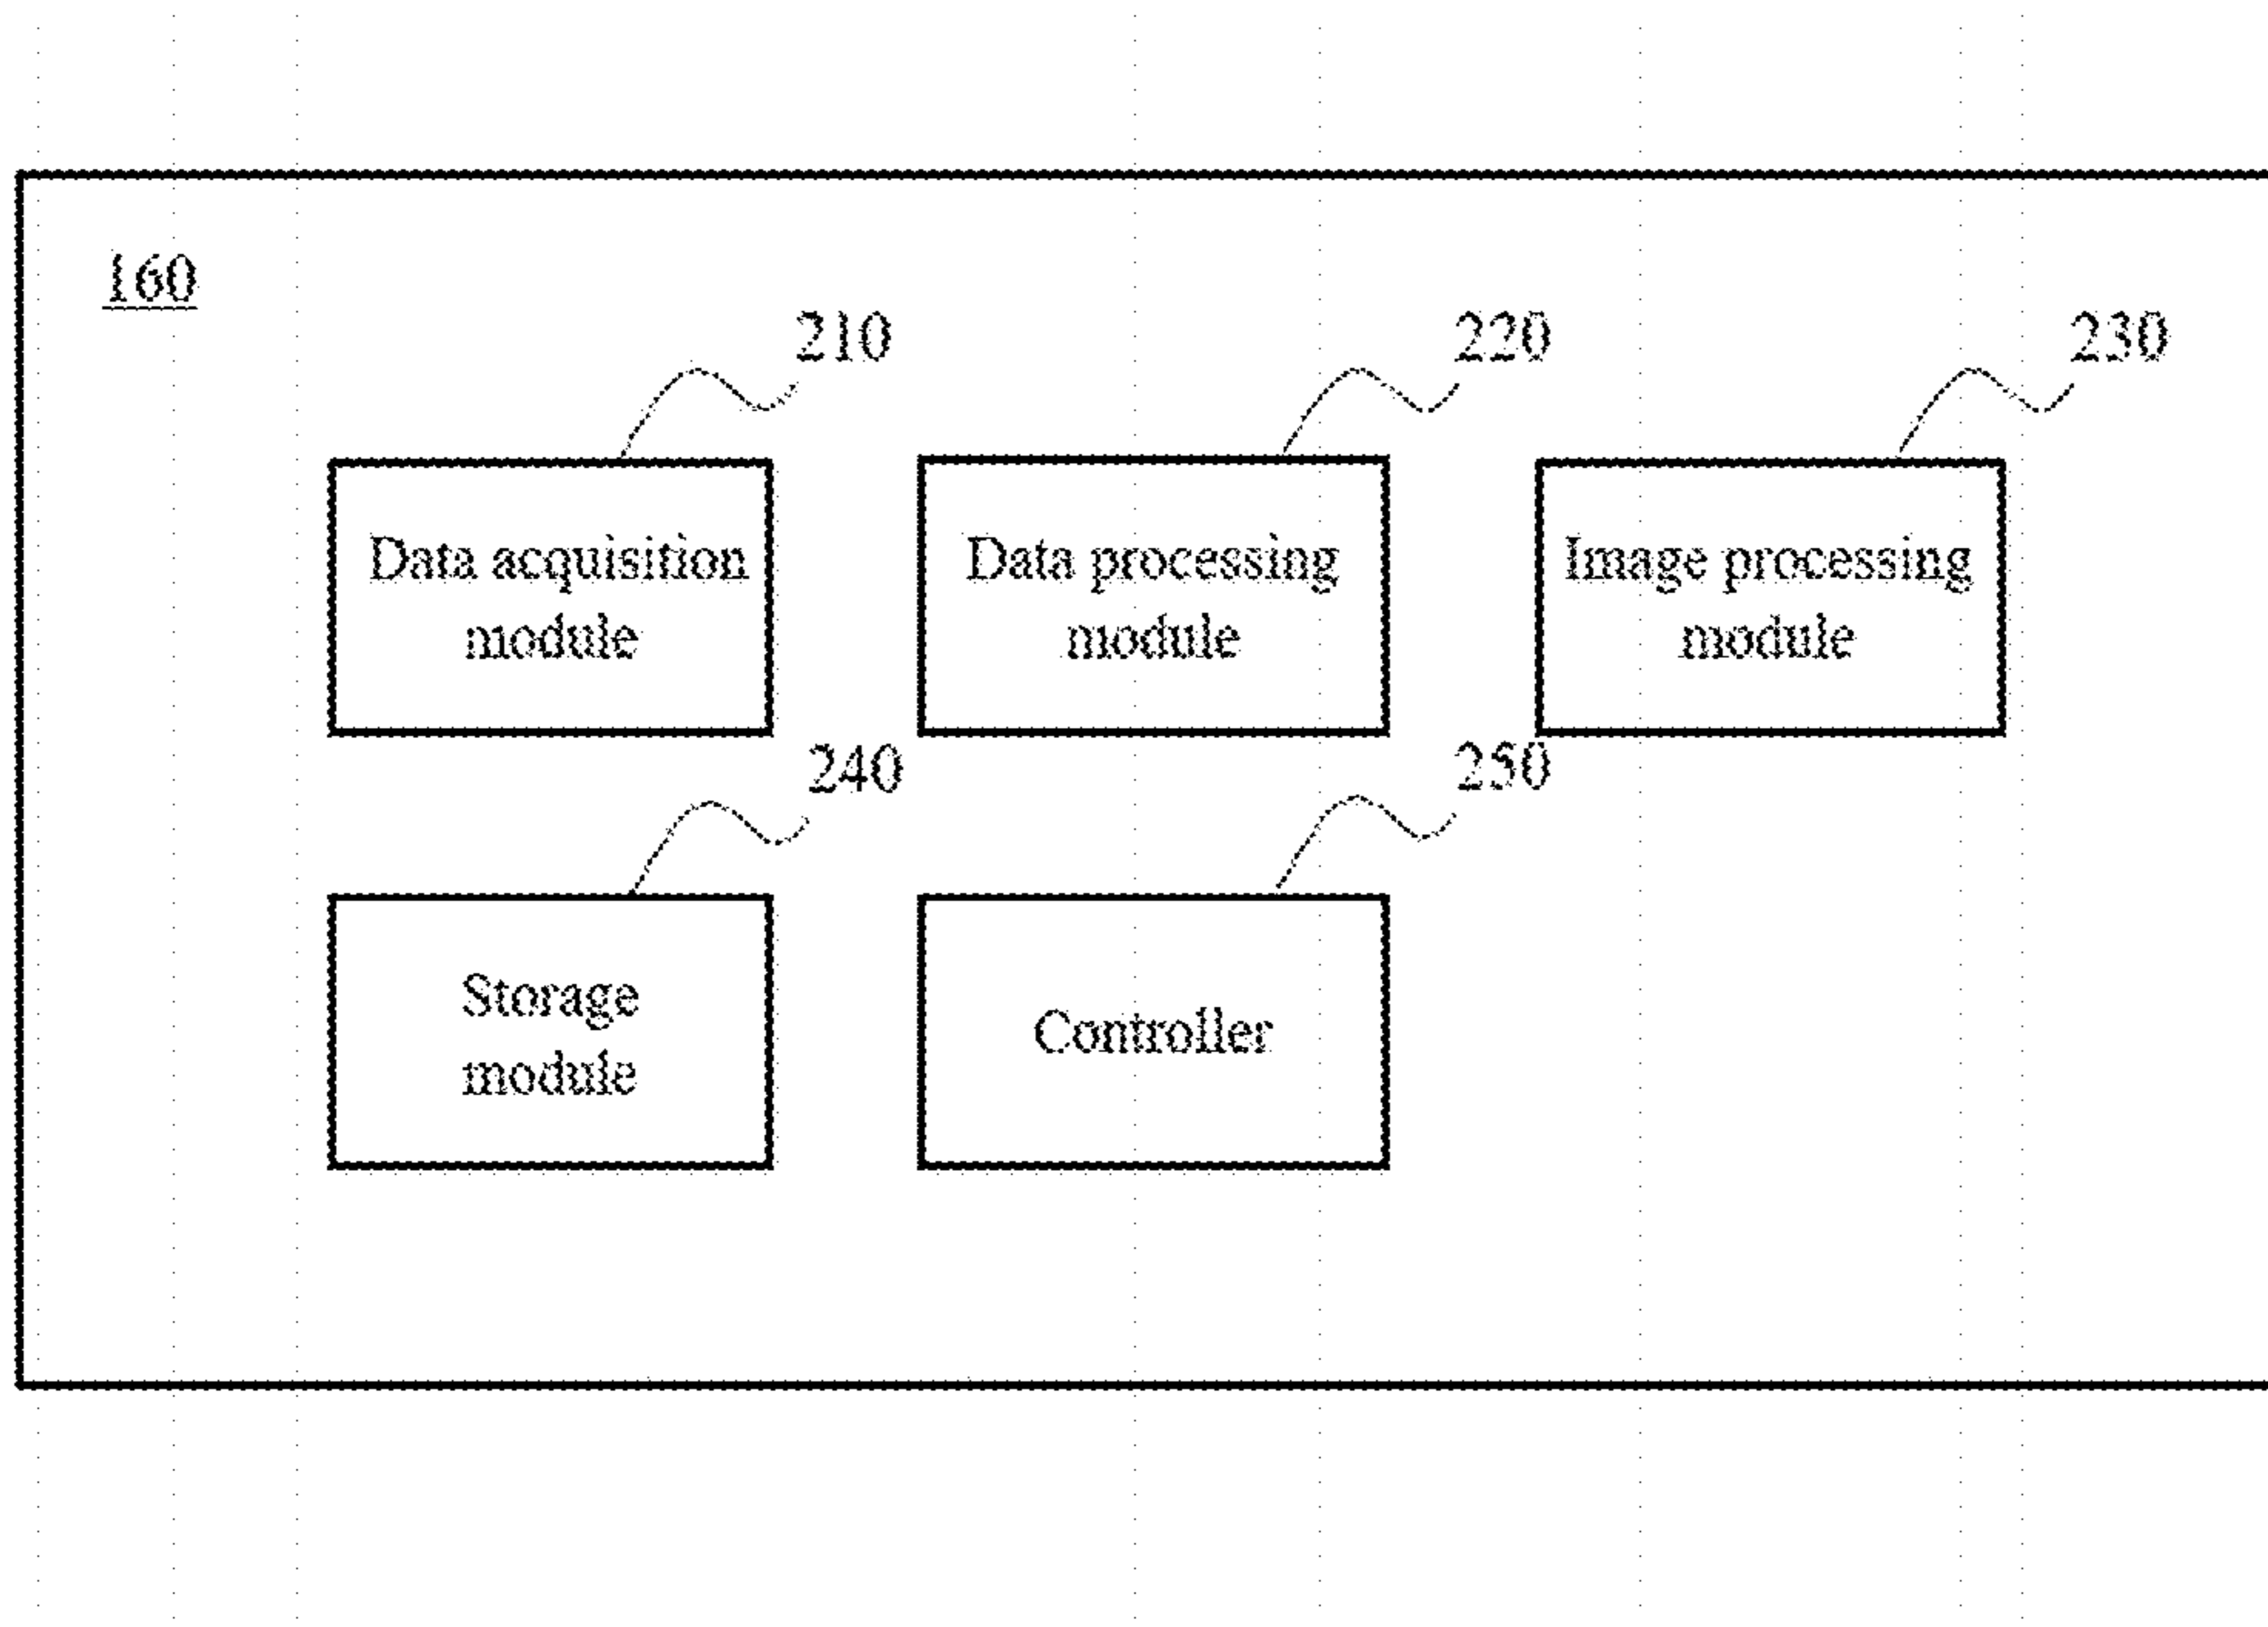 160
210
220
230
Data acquisition
module
Data processing
module
Image processing
module
240
250
Storage
module
Controller